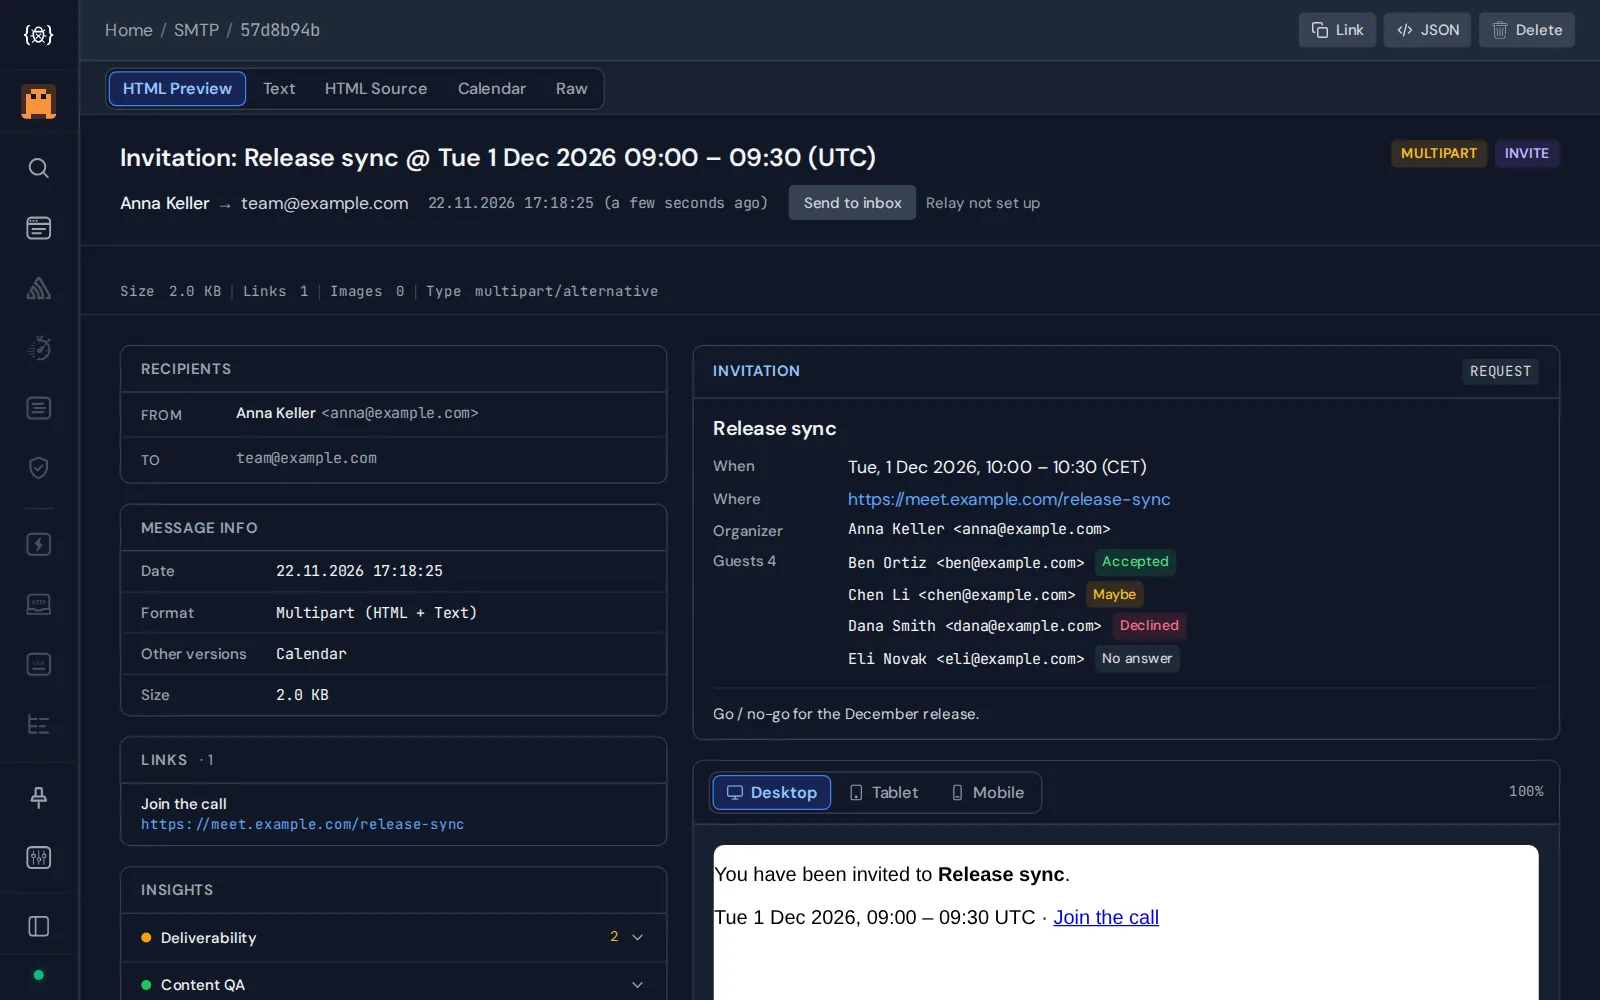 Home / SMTP / 57d8b94b
Link
JSON
Delete
HTML Preview
Text
HTML Source
Calendar
Raw
Invitation: Release sync @ Tue 1 Dec 2026 09:00 – 09:30 (UTC)
MULTIPART
INVITE
Anna Keller → team@example.com
22.11.2026 17:18:25 (a few seconds ago)
Send to inbox
Relay not set up
Size 2.0 KB | Links 1 | Images 0 | Type multipart/alternative
RECIPIENTS
FROM Anna Keller <anna@example.com>
TO team@example.com
MESSAGE INFO
Date 22.11.2026 17:18:25
Format Multipart (HTML + Text)
Other versions Calendar
Size 2.0 KB
LINKS · 1
Join the call
https://meet.example.com/release-sync
INSIGHTS
Deliverability 2
Content QA
INVITATION
REQUEST
Release sync
When Tue, 1 Dec 2026, 10:00 – 10:30 (CET)
Where https://meet.example.com/release-sync
Organizer Anna Keller <anna@example.com>
Guests 4 Ben Ortiz <ben@example.com> Accepted
Chen Li <chen@example.com> Maybe
Dana Smith <dana@example.com> Declined
Eli Novak <eli@example.com> No answer
Go / no-go for the December release.
Desktop
Tablet
Mobile
100%
You have been invited to Release sync.
Tue 1 Dec 2026, 09:00 – 09:30 UTC · Join the call